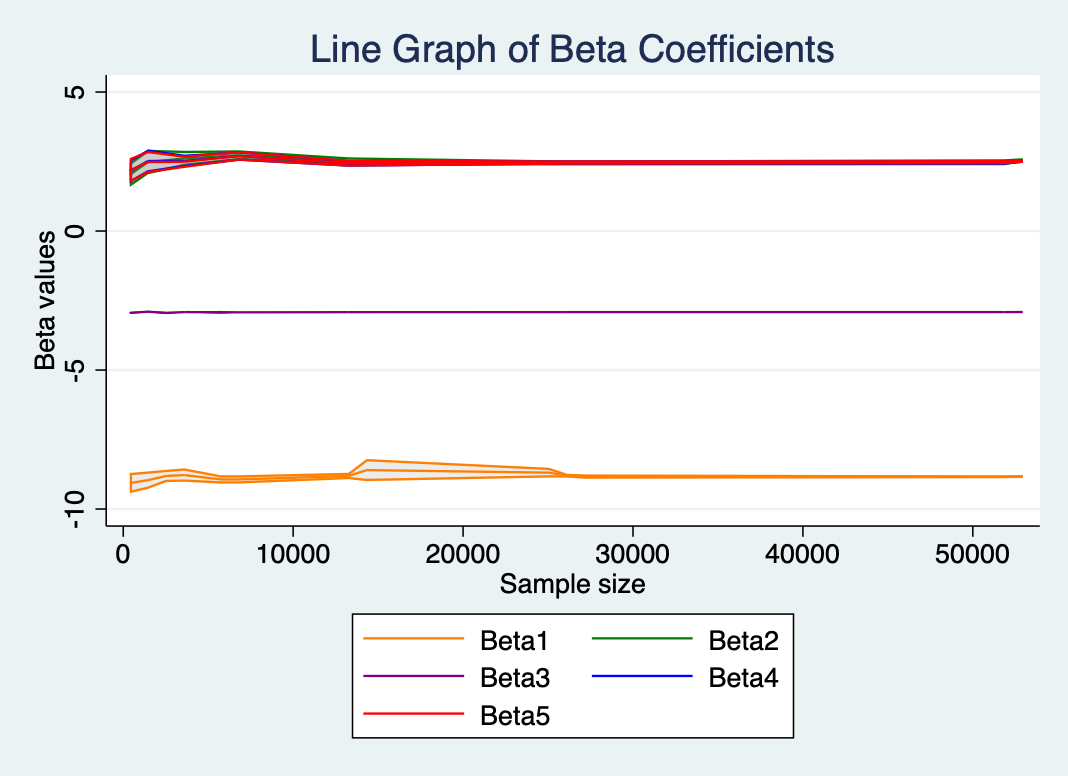 Line Graph of Beta Coefficients
5
0
-5
-10
Beta values
0 10000 20000 30000 40000 50000
Sample size
Beta1 Beta2
Beta3 Beta4
Beta5